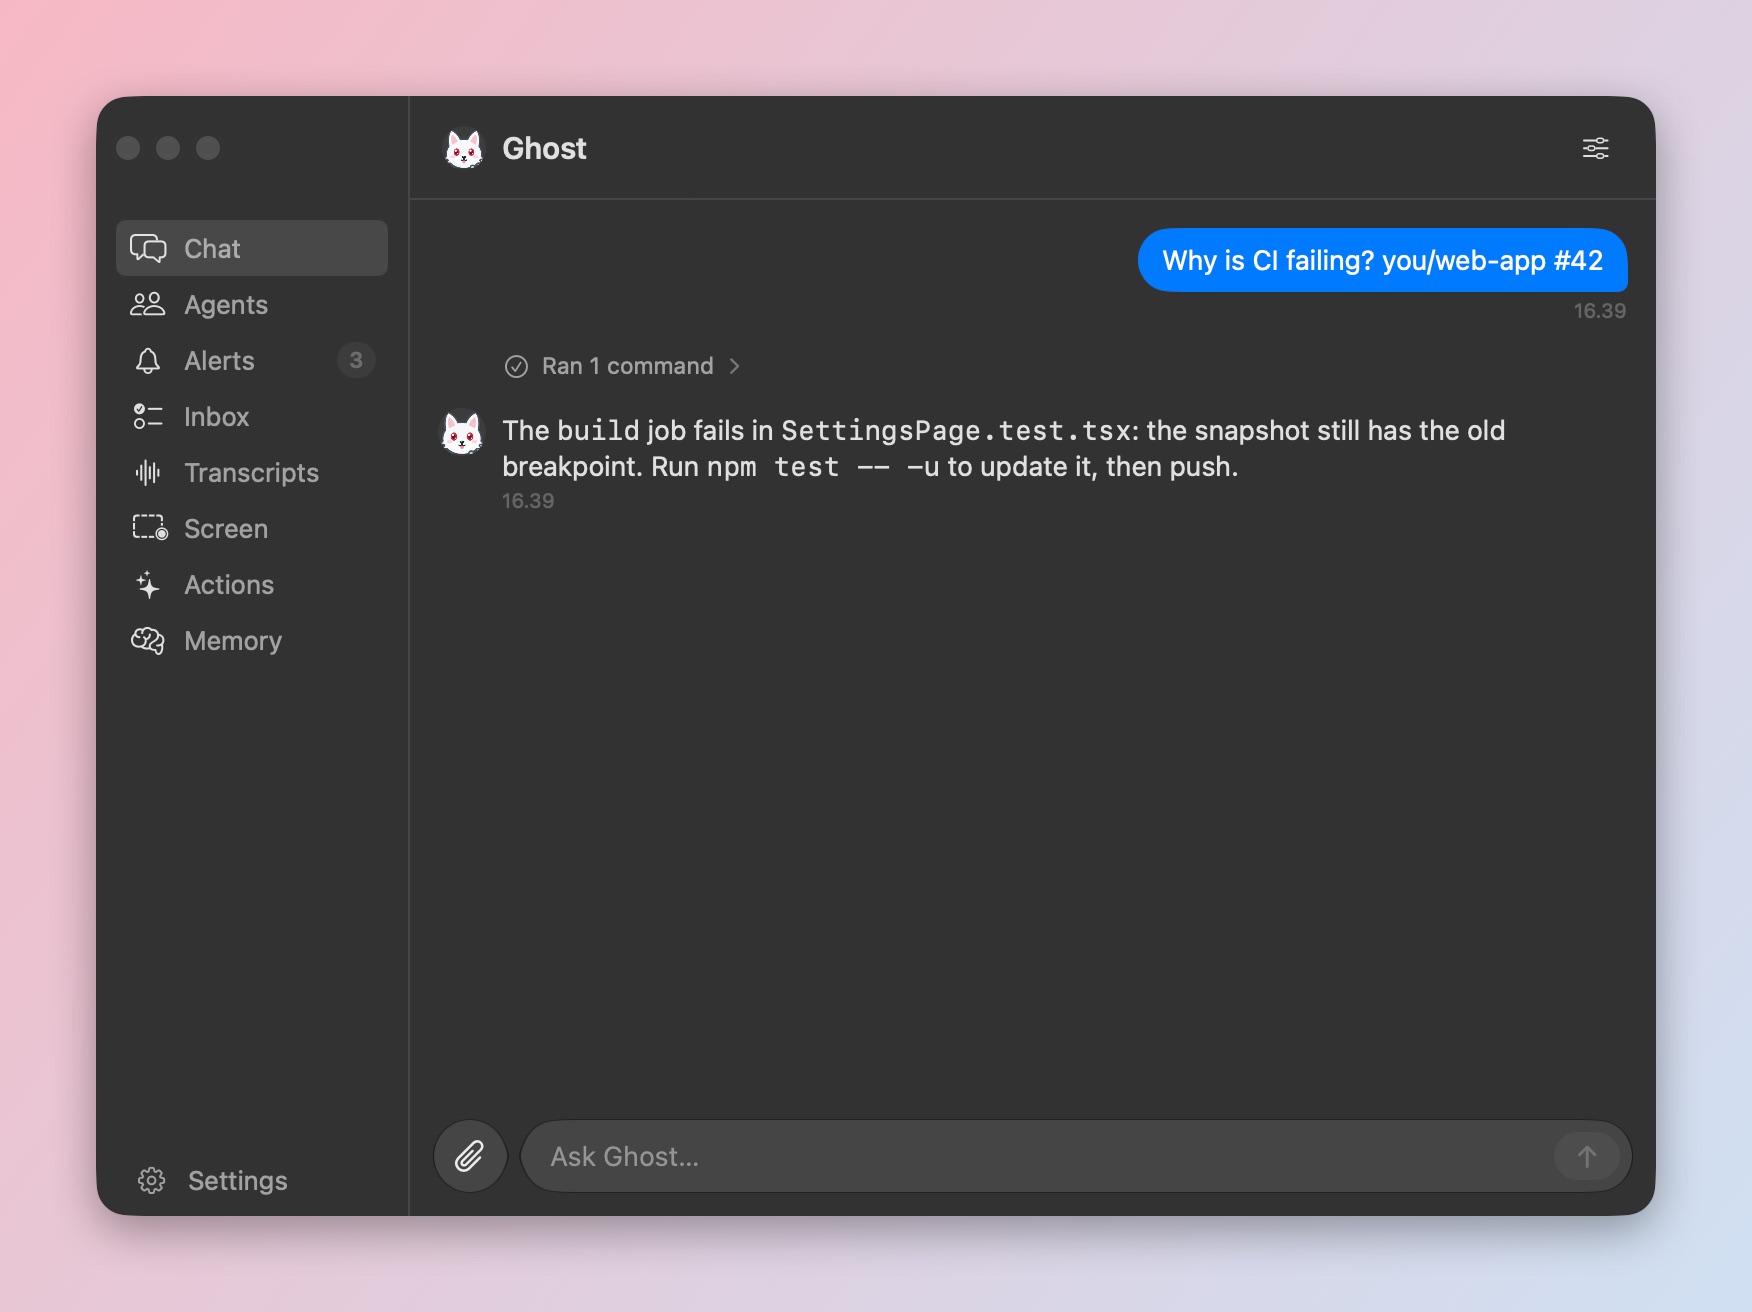 Ghost
Chat
Agents
Alerts 3
Inbox
Transcripts
Screen
Actions
Memory
Settings
Why is CI failing? you/web-app #42
16.39
Ran 1 command
The build job fails in SettingsPage.test.tsx: the snapshot still has the old
breakpoint. Run npm test -- -u to update it, then push.
16.39
Ask Ghost...